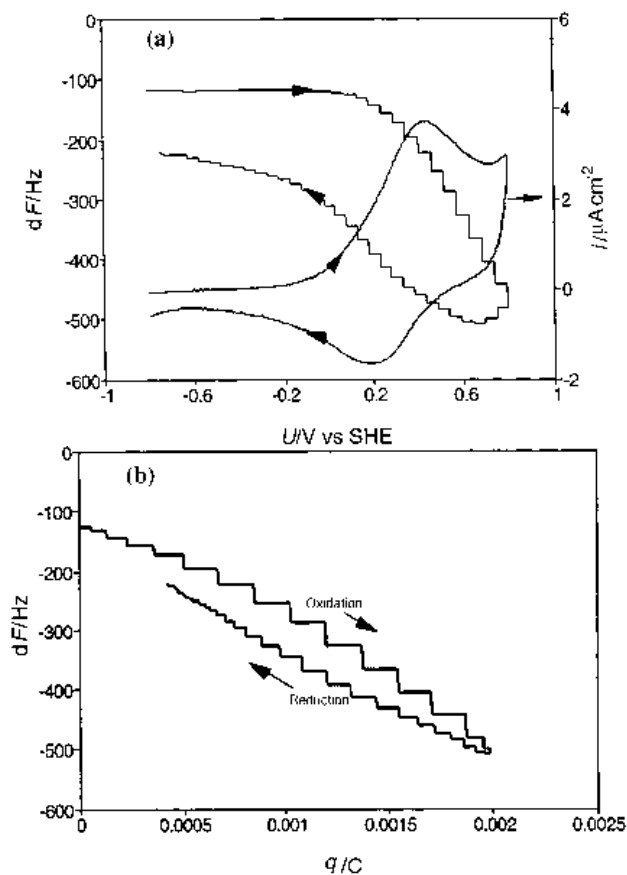 (a)
0
-100
-200
-300
-400
-500
-600
dF/Hz
6
4
2
0
-2
i/μA cm⁻²
-1 -0.6 -0.2 0.2 0.6 1
U/V vs SHE
(b)
0
-100
-200
-300
-400
-500
-600
dF/Hz
Oxidation
Reduction
0 0.0005 0.001 0.0015 0.002 0.0025
q/C